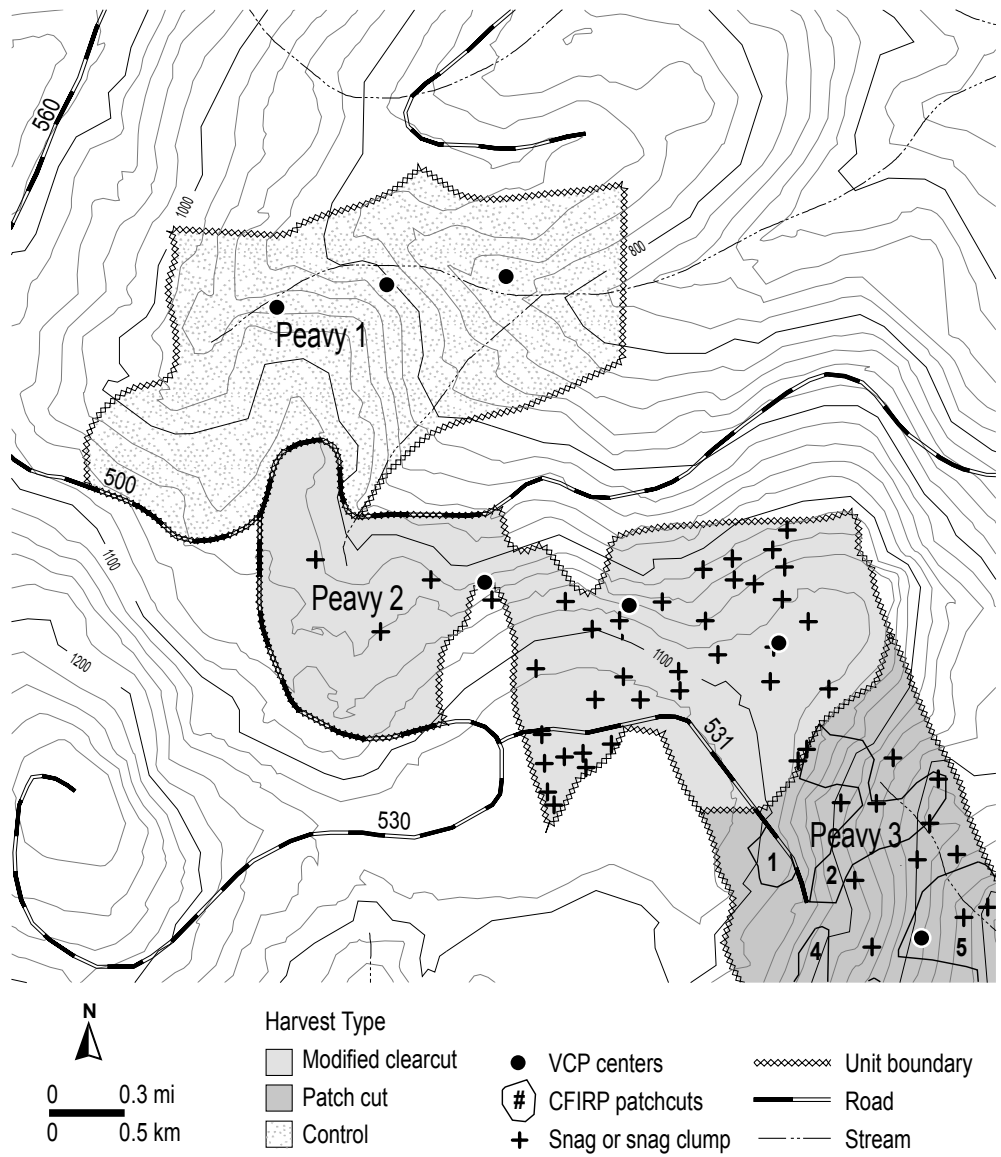 560
1000
800
Peavy 1
500
1100
Peavy 2
1200
1100
531
530
Peavy 3
1
2
4
5
N
0 0.3 mi
0 0.5 km
Harvest Type
Modified clearcut
Patch cut
Control
VCP centers
# CFIRP patchcuts
Snag or snag clump
Unit boundary
Road
Stream